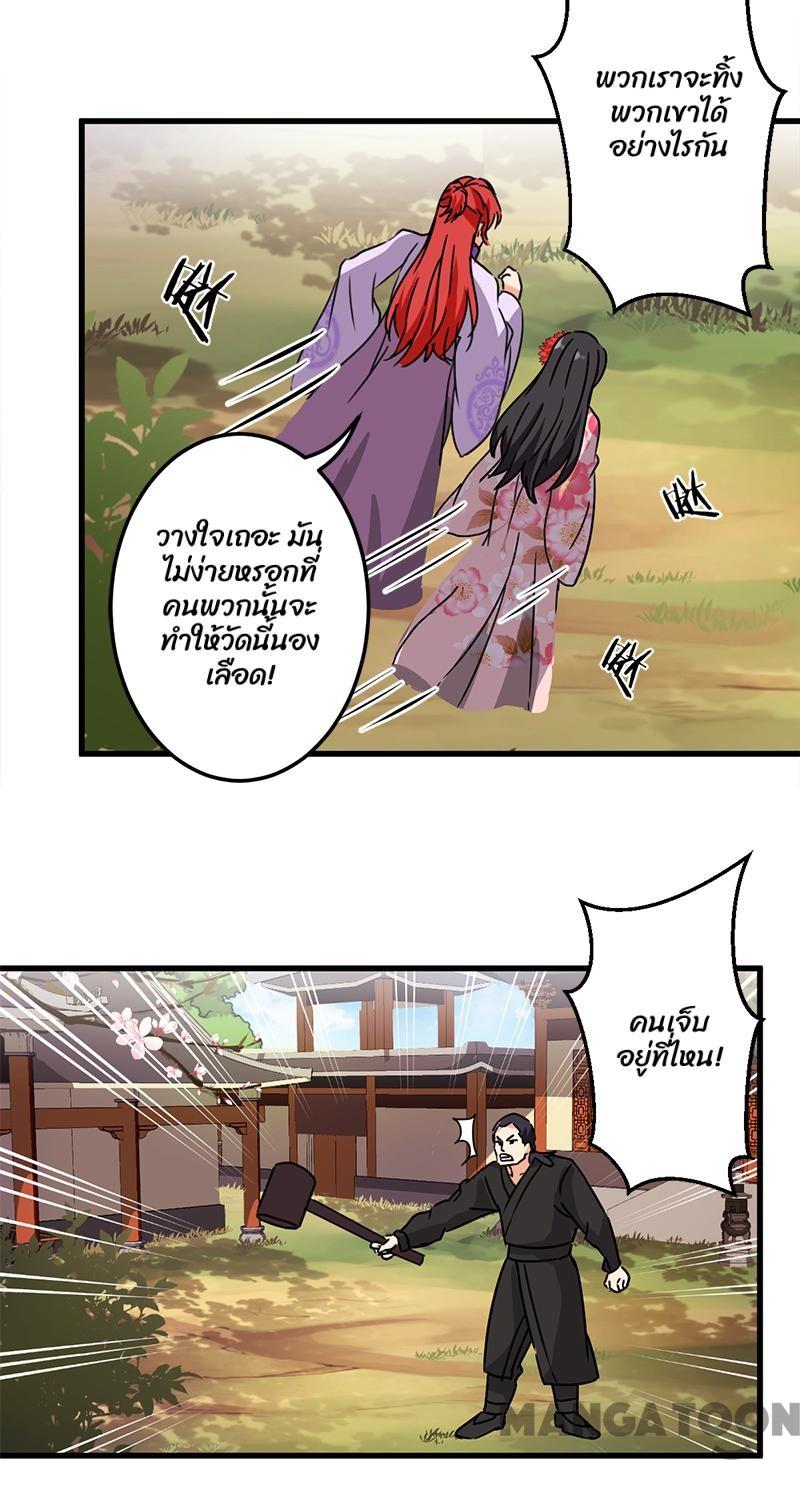 พวกเราจะทิ้ง
พวกเขาได้
อย่างไรกัน
วางใจเถอะ มัน
ไม่ง่ายหรอกที่
คนพวกนั้นจะ
ทำให้วัดนี้นอง
เลือด!
คนเจ็บ
อยู่ที่ไหน!
MANGATOON